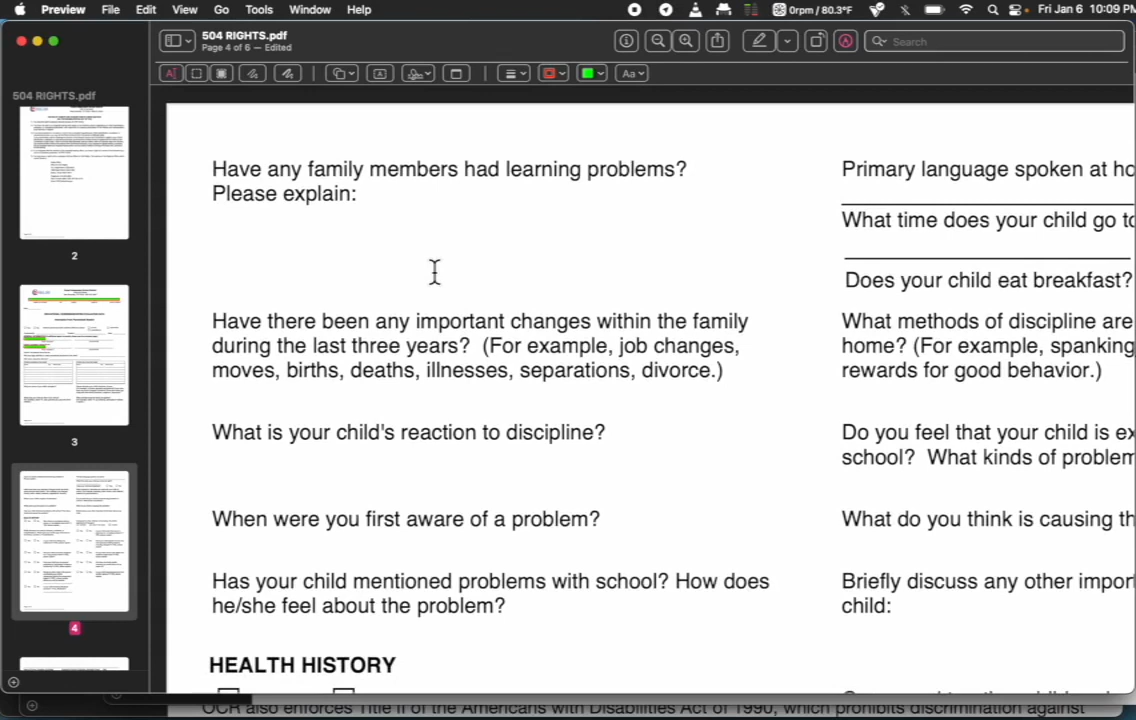 Preview File Edit View Go Tools Window Help 0rpm / 80.3°F Fri Jan 6 10:09 PM
504 RIGHTS.pdf
Page 4 of 6 — Edited
Search
Aa
504 RIGHTS.pdf
2
3
4
Have any family members had learning problems?
Please explain:
Have there been any important changes within the family
during the last three years? (For example, job changes,
moves, births, deaths, illnesses, separations, divorce.)
What is your child's reaction to discipline?
When were you first aware of a problem?
Has your child mentioned problems with school? How does
he/she feel about the problem?
HEALTH HISTORY
Primary language spoken at ho
What time does your child go to
Does your child eat breakfast?
What methods of discipline are
home? (For example, spanking
rewards for good behavior.)
Do you feel that your child is ex
school? What kinds of problem
What do you think is causing th
Briefly discuss any other impor
child:
OCR also enforces Title II of the Americans with Disabilities Act of 1990, which prohibits discrimination against